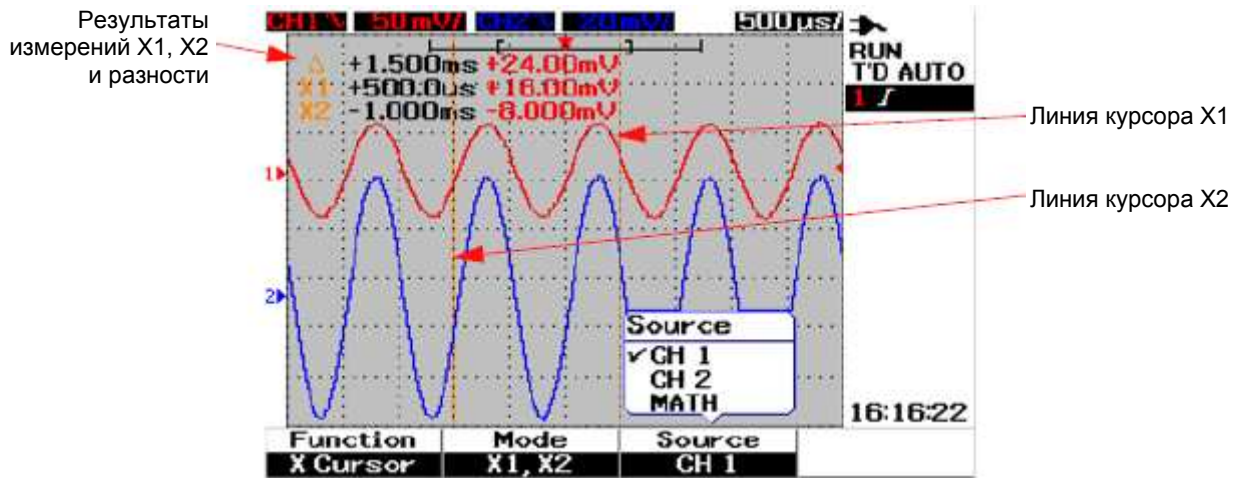 Результаты
измерений X1, X2
и разности
CH1 50mV/ CH2 20mV/ 500µs/
RUN
T'D AUTO
1
Δ +1.500ms +24.00mV
X1 +500.0us +16.00mV
X2 -1.000ms -8.000mV
Линия курсора X1
1
Линия курсора X2
2
Source
✓CH 1
CH 2
MATH
16:16:22
Function Mode Source
X Cursor X1, X2 CH 1